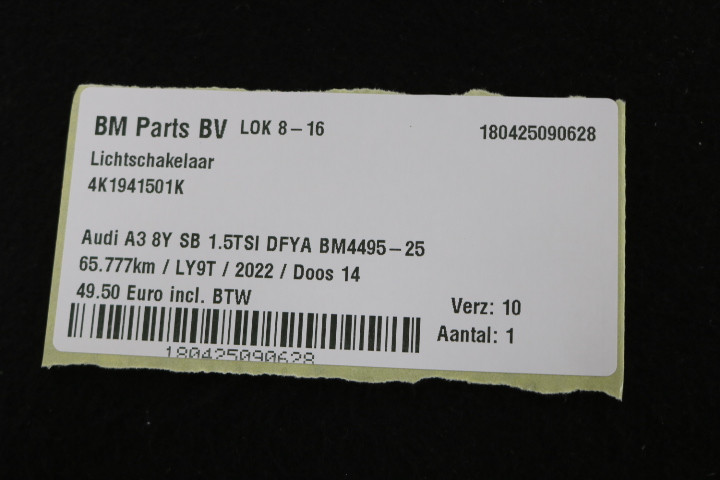 BM Parts BV LOK 8-16 180425090628
Lichtschakelaar
4K1941501K
Audi A3 8Y SB 1.5TSI DFYA BM4495-25
65.777km / LY9T / 2022 / Doos 14
49.50 Euro incl. BTW
Verz: 10
Aantal: 1
180425090628